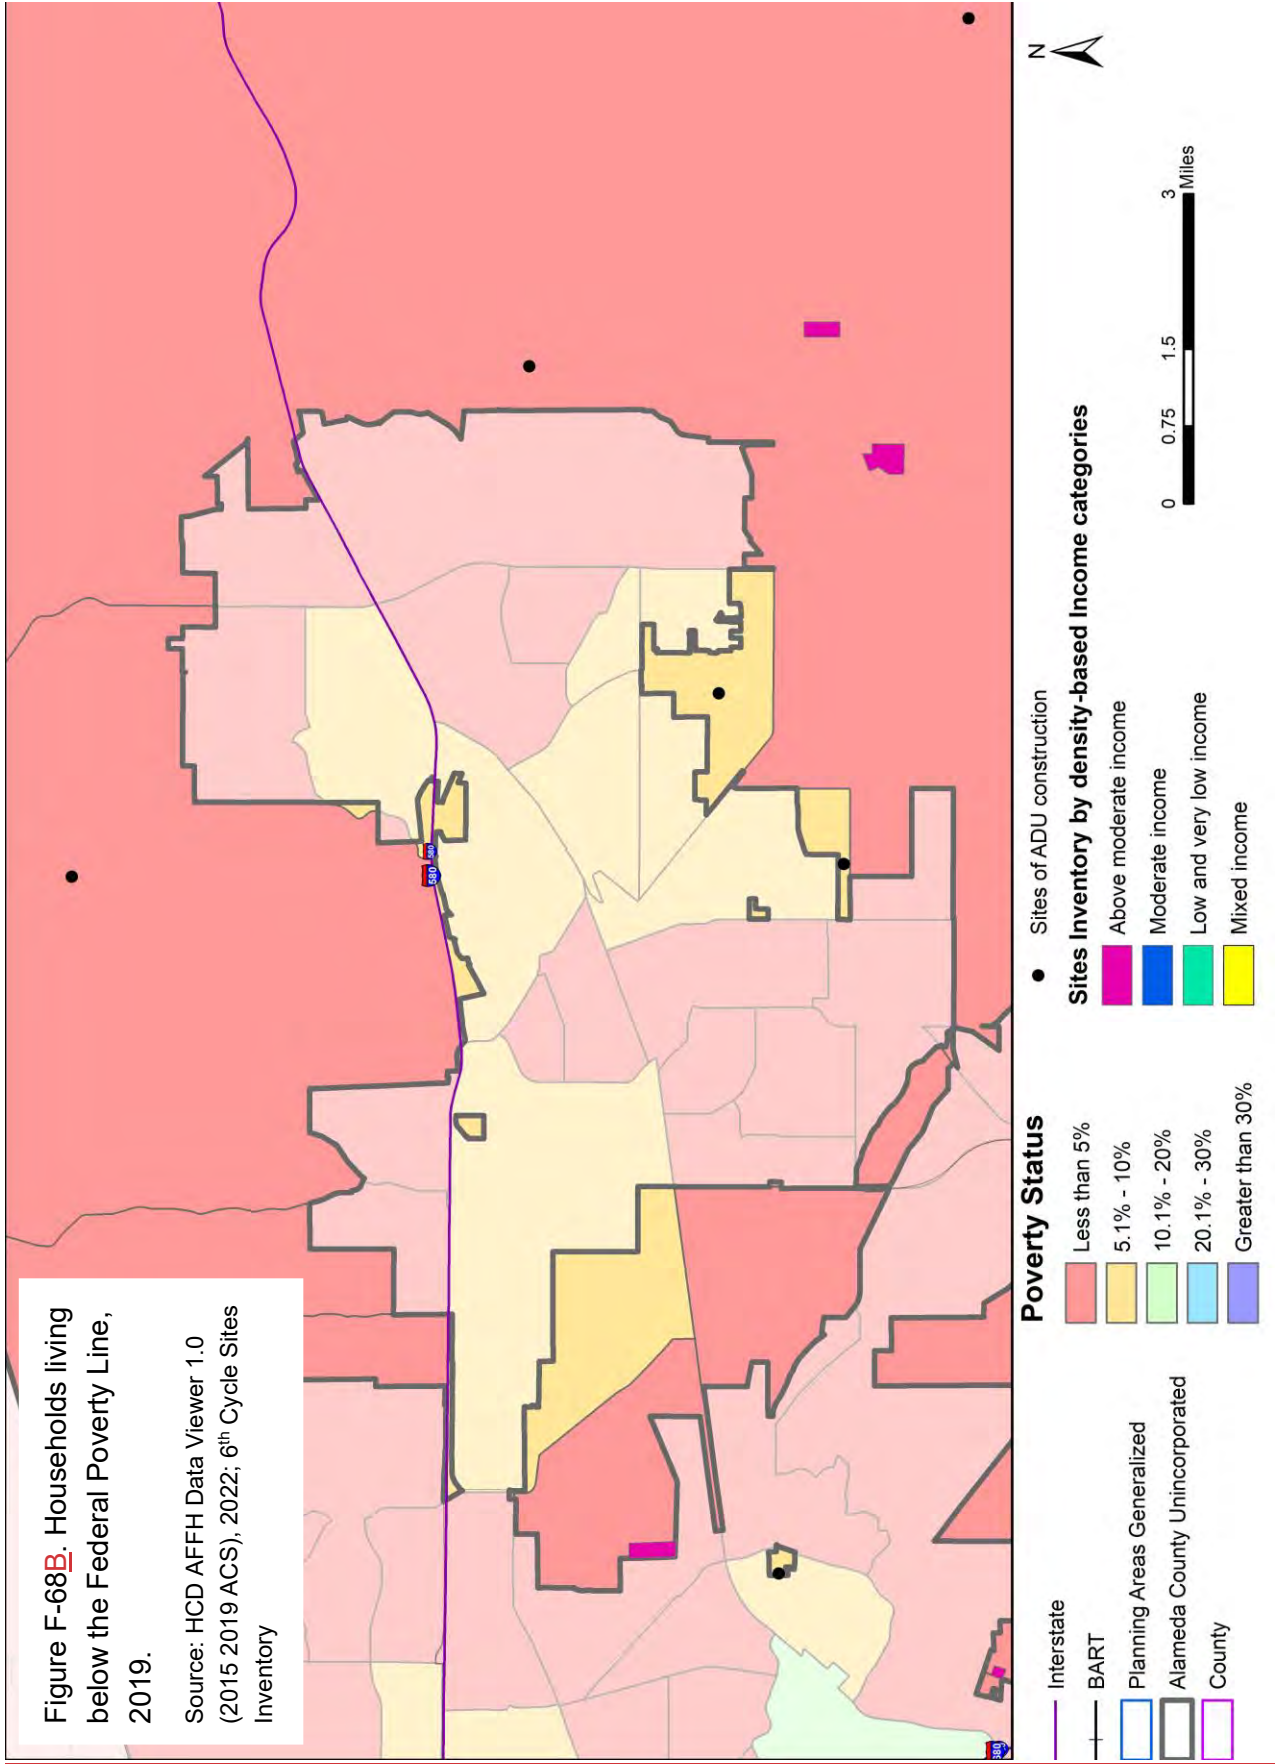 Figure F-68B. Households living
below the Federal Poverty Line,
2019.
Source: HCD AFFH Data Viewer 1.0
(2015 2019 ACS), 2022; 6th Cycle Sites
Inventory
580
680
680
N
Interstate
BART
Planning Areas Generalized
Alameda County Unincorporated
County
Poverty Status
Less than 5%
5.1% - 10%
10.1% - 20%
20.1% - 30%
Greater than 30%
Sites of ADU construction
Sites Inventory by density-based Income categories
Above moderate income
Moderate income
Low and very low income
Mixed income
0 0.75 1.5 3
Miles